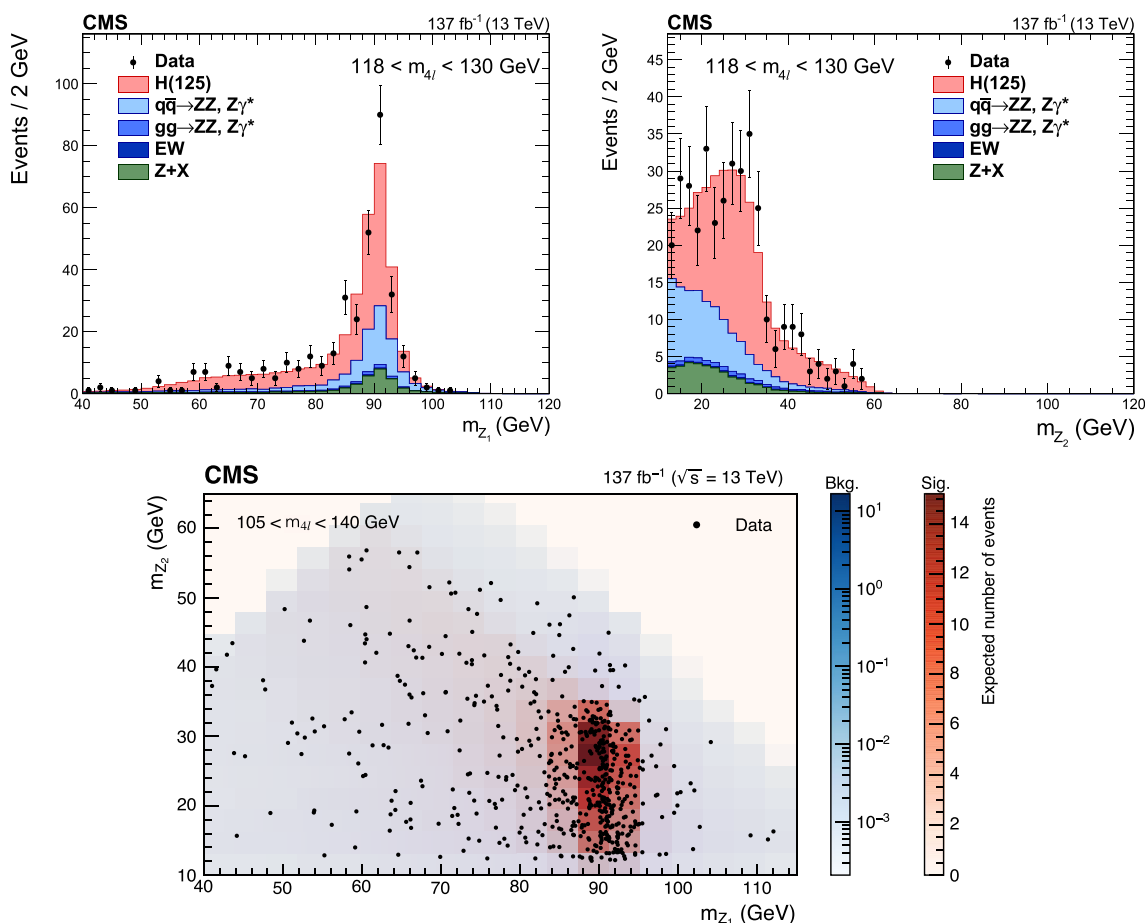 CMS
137 fb⁻¹ (13 TeV)
Events / 2 GeV
118 < m4l < 130 GeV
Data
H(125)
qq̅→ZZ, Zγ*
gg→ZZ, Zγ*
EW
Z+X
0
20
40
60
80
100
40 50 60 70 80 90 100 110 120
mZ1 (GeV)
CMS
137 fb⁻¹ (13 TeV)
Events / 2 GeV
118 < m4l < 130 GeV
Data
H(125)
qq̅→ZZ, Zγ*
gg→ZZ, Zγ*
EW
Z+X
0
5
10
15
20
25
30
35
40
45
20 40 60 80 100 120
mZ2 (GeV)
CMS
137 fb⁻¹ (√s = 13 TeV)
105 < m4l < 140 GeV
Data
mZ2 (GeV)
60
50
40
30
20
10
40 50 60 70 80 90 100 110
mZ1 (GeV)
Bkg.
10¹
10⁰
10⁻¹
10⁻²
10⁻³
Sig.
14
12
10
8
6
4
2
0
Expected number of events